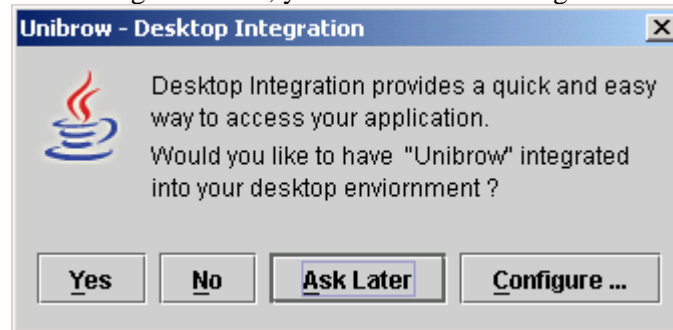 Unibrow - Desktop Integration
Desktop Integration provides a quick and easy
way to access your application.
Would you like to have "Unibrow" integrated
into your desktop enviornment ?
Yes No Ask Later Configure ...